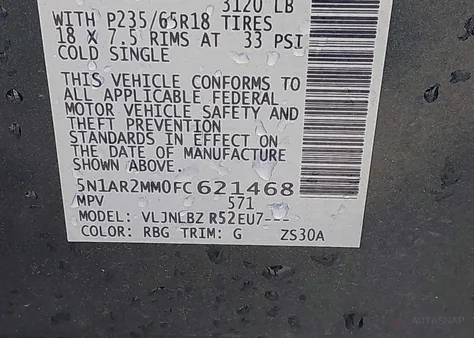 3120 LB
WITH P235/65R18 TIRES
18 X 7.5 RIMS AT 33 PSI
COLD SINGLE
THIS VEHICLE CONFORMS TO
ALL APPLICABLE FEDERAL
MOTOR VEHICLE SAFETY AND
THEFT PREVENTION
STANDARDS IN EFFECT ON
THE DATE OF MANUFACTURE
SHOWN ABOVE.
5N1AR2MM0FC621468
MPV 571
MODEL: VLJNLBZ R52EU7---
COLOR: RBG TRIM: G ZS30A
AUTOSNAP